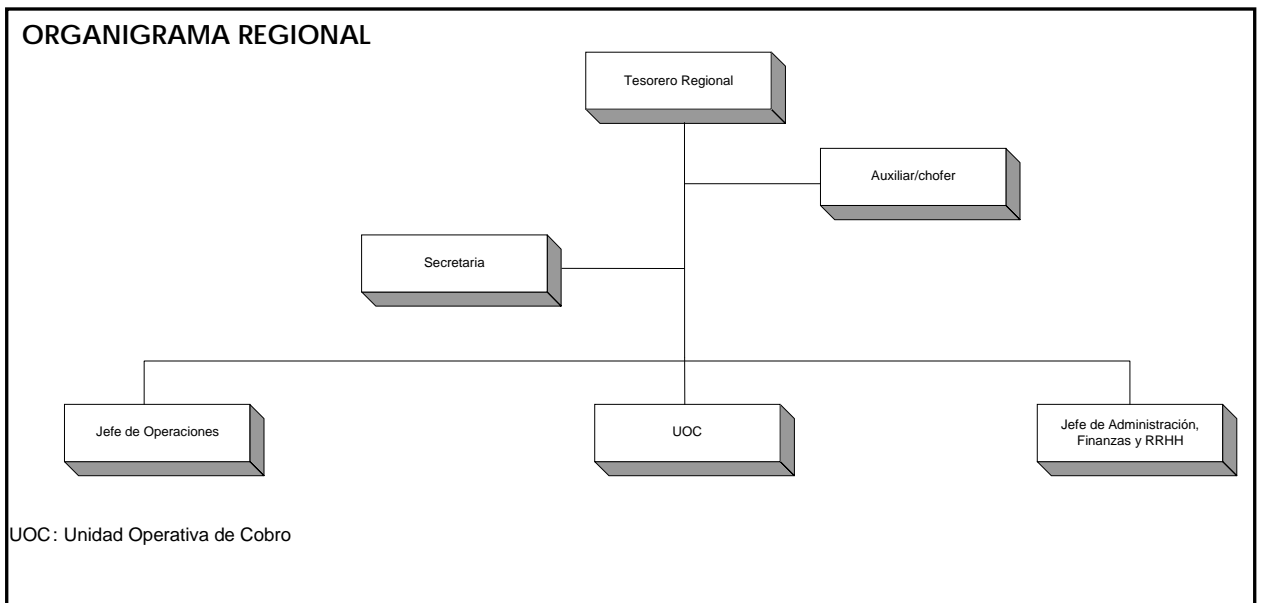 ORGANIGRAMA REGIONAL
Tesorero Regional
Auxiliar/chofer
Secretaria
Jefe de Operaciones
UOC
Jefe de Administración,
Finanzas y RRHH
UOC: Unidad Operativa de Cobro